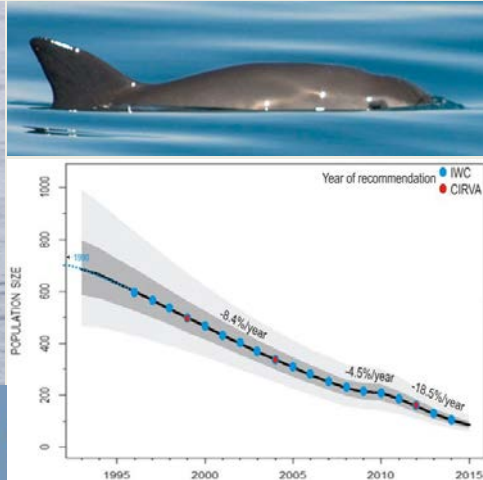 Year of recommendation IWC
CIRVA
1000
800
600
400
200
0
POPULATION SIZE
1990
-8.4%/year
-4.5%/year
-18.5%/year
1995
2000
2005
2010
2015